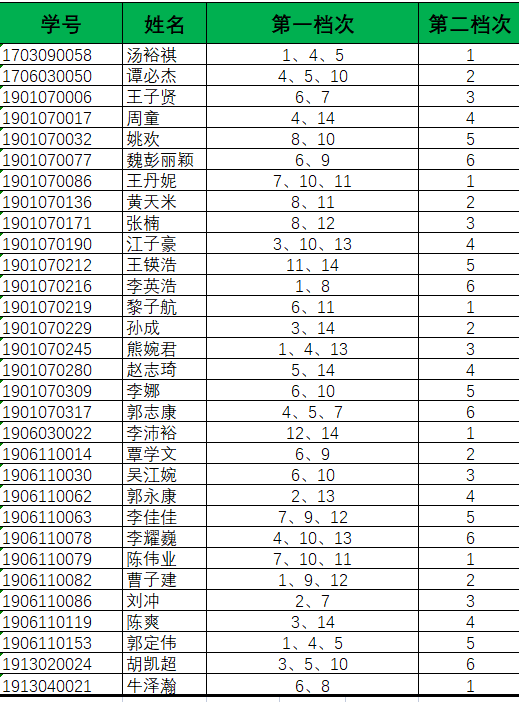 学号 姓名 第一档次 第二档次
1703090058 汤裕祺 1、4、5 1
1706030050 谭必杰 4、5、10 2
1901070006 王子贤 6、7 3
1901070017 周童 4、14 4
1901070032 姚欢 8、10 5
1901070077 魏彭丽颖 6、9 6
1901070086 王丹妮 7、10、11 1
1901070136 黄天米 8、11 2
1901070171 张楠 8、12 3
1901070190 江子豪 3、10、13 4
1901070212 王锳浩 11、14 5
1901070216 李英浩 1、8 6
1901070219 黎子航 6、11 1
1901070229 孙成 3、14 2
1901070245 熊婉君 1、4、13 3
1901070280 赵志琦 5、14 4
1901070309 李娜 6、10 5
1901070317 郭志康 4、5、7 6
1906030022 李沛裕 12、14 1
1906110014 覃学文 6、9 2
1906110030 吴江婉 6、10 3
1906110062 郭永康 2、13 4
1906110063 李佳佳 7、9、12 5
1906110078 李耀巍 4、10、13 6
1906110079 陈伟业 7、10、11 1
1906110082 曹子建 1、9、12 2
1906110086 刘冲 2、7 3
1906110119 陈爽 3、14 4
1906110153 郭定伟 1、4、5 5
1913020024 胡凯超 3、5、10 6
1913040021 牛泽瀚 6、8 1